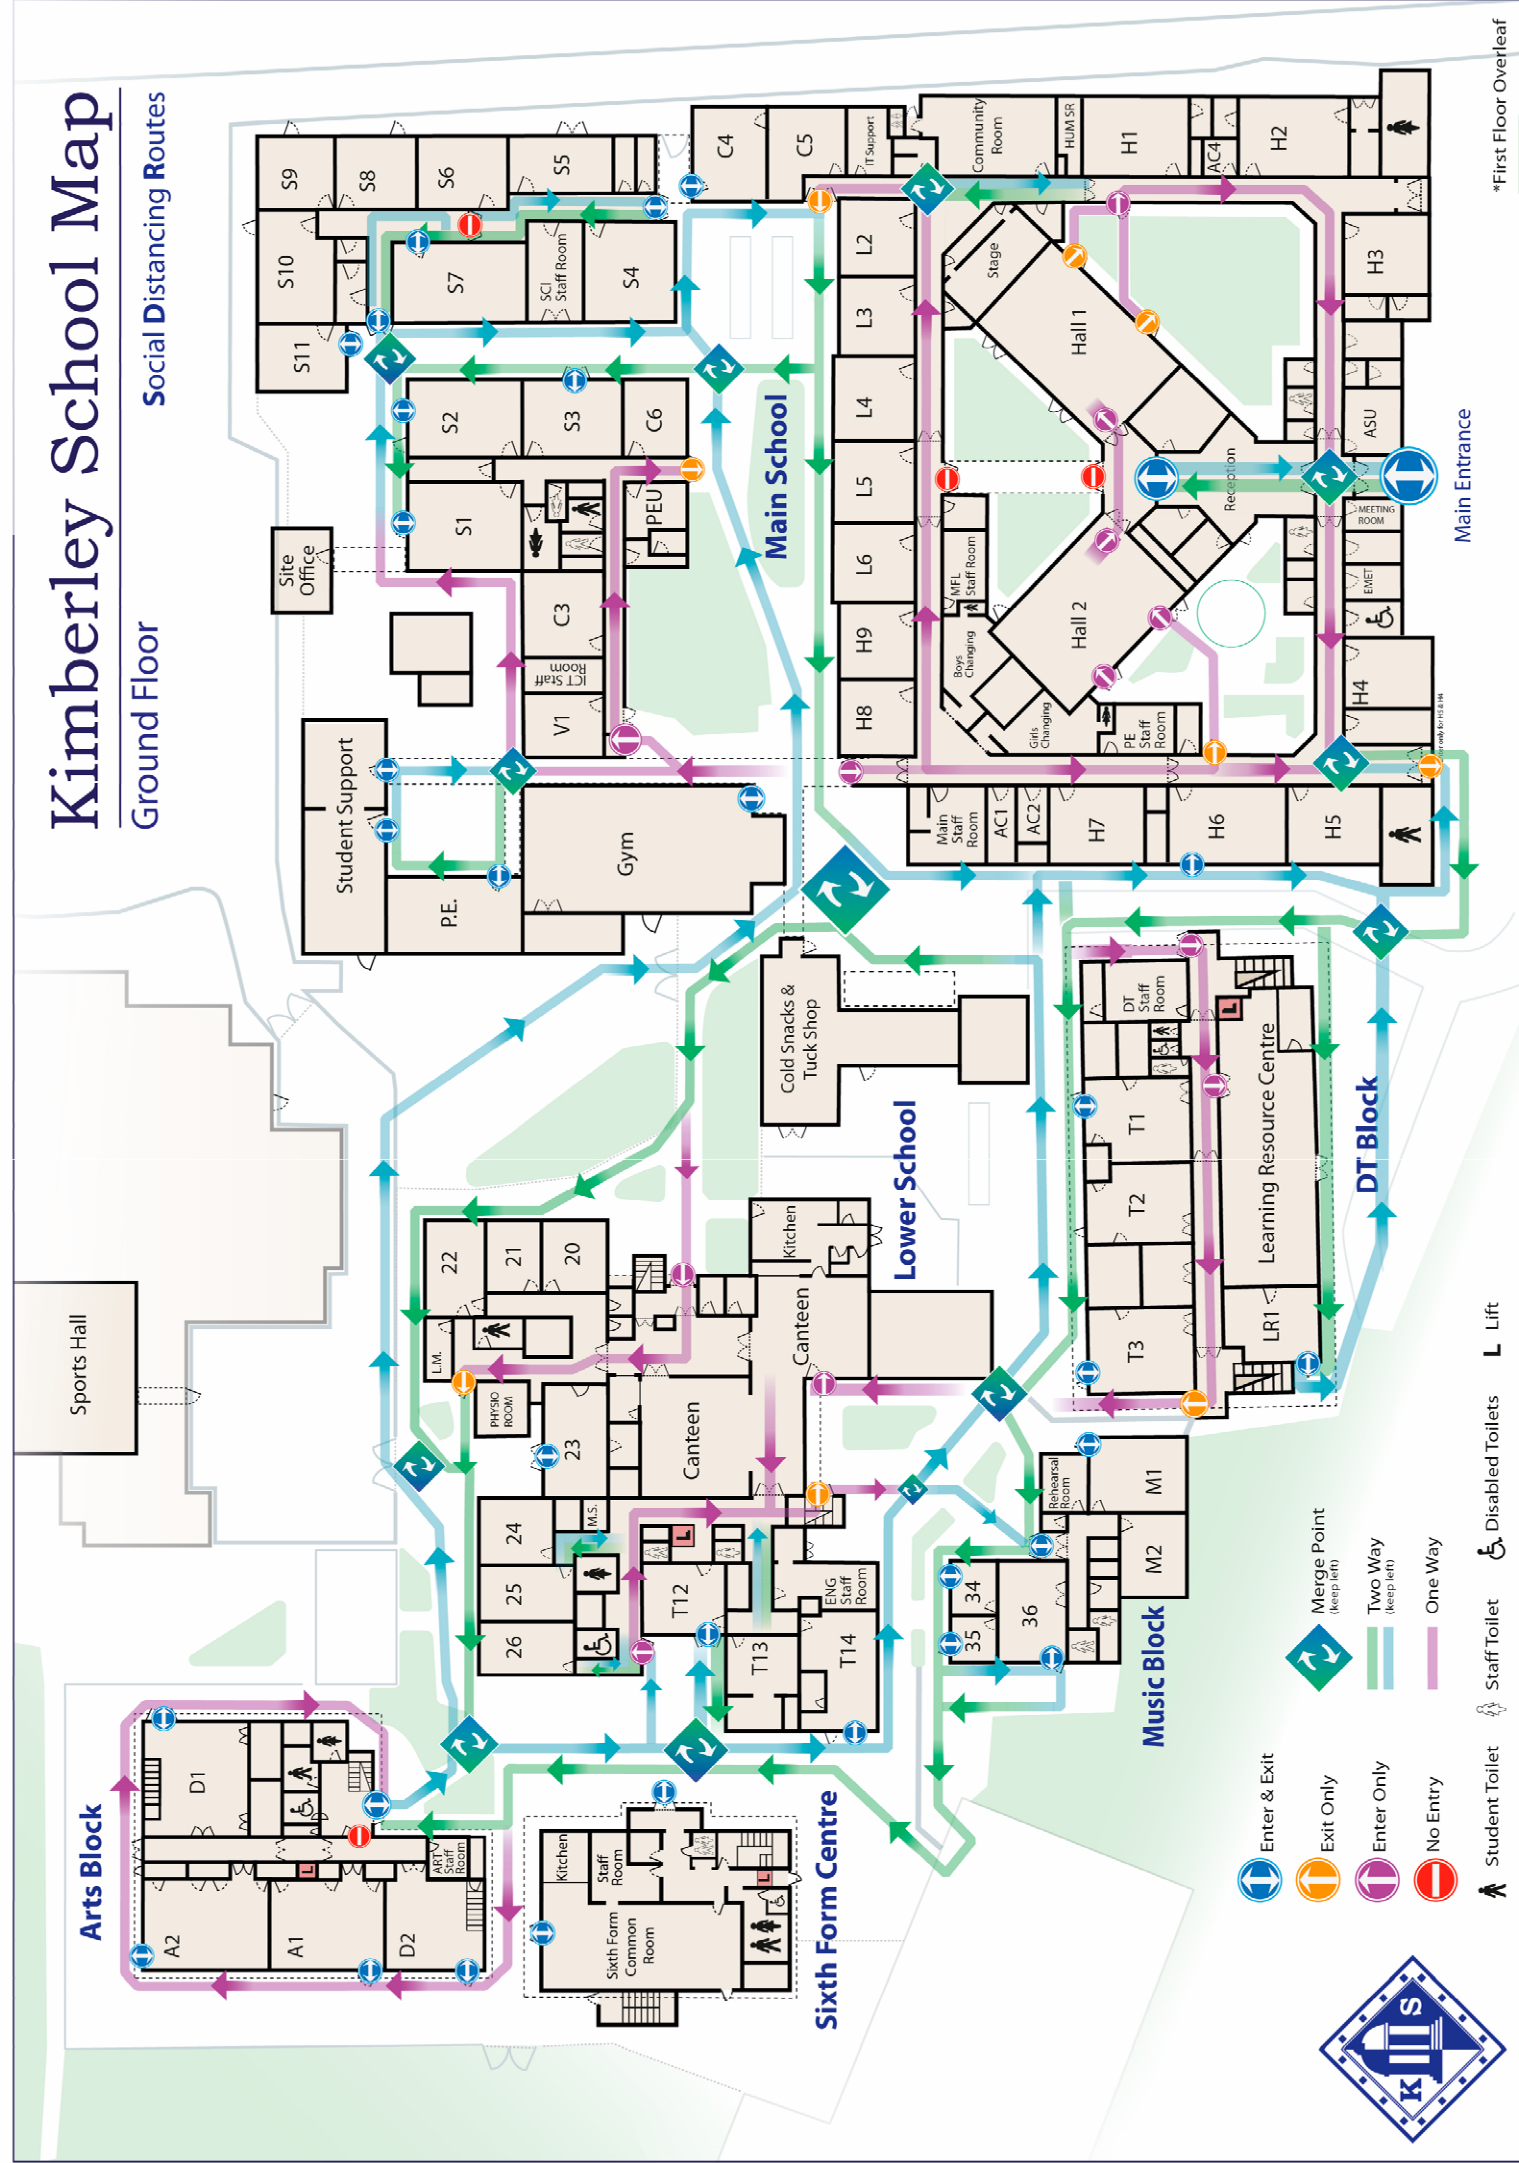 Kimberley School Map
Ground Floor
Social Distancing Routes
*First Floor Overleaf
Sports Hall
Student Support
P.E.
Gym
Site
Office
S11
S10
S9
S8
S6
S5
S7
SCI
Staff Room
S4
S2
S3
C6
S1
PEU
C3
ICT Staff
Room
V1
C4
C5
IT Support
Community
Room
HUM SR
H1
AC4
H2
H3
ASU
MEETING
ROOM
EMET
H4
Main Entrance
Main School
L2
L3
L4
L5
L6
H9
H8
Stage
Hall 1
Reception
Hall 2
MFL
Staff Room
Boys
Changing
Girls
Changing
PE
Staff
Room
Main
Staff
Room
AC1
AC2
H7
H6
H5
Cold Snacks &
Tuck Shop
Lower School
22
21
20
L.M.
PHYSIO
ROOM
23
Kitchen
Canteen
Canteen
24
25
26
M.S.
L
T12
T13
T14
ENG
Staff
Room
DT
Staff
Room
T1
T2
T3
L
Learning Resource Centre
LR1
DT Block
Rehearsal
Room
M1
M2
34
35
36
Music Block
Arts Block
D1
A2
A1
D2
L
ART
Staff
Room
Sixth Form Centre
Kitchen
Staff
Room
Sixth Form
Common
Room
L
Enter & Exit
Exit Only
Enter Only
No Entry
Merge Point
(keep left)
Two Way
(keep left)
One Way
Student Toilet
Staff Toilet
Disabled Toilets
L Lift
K S